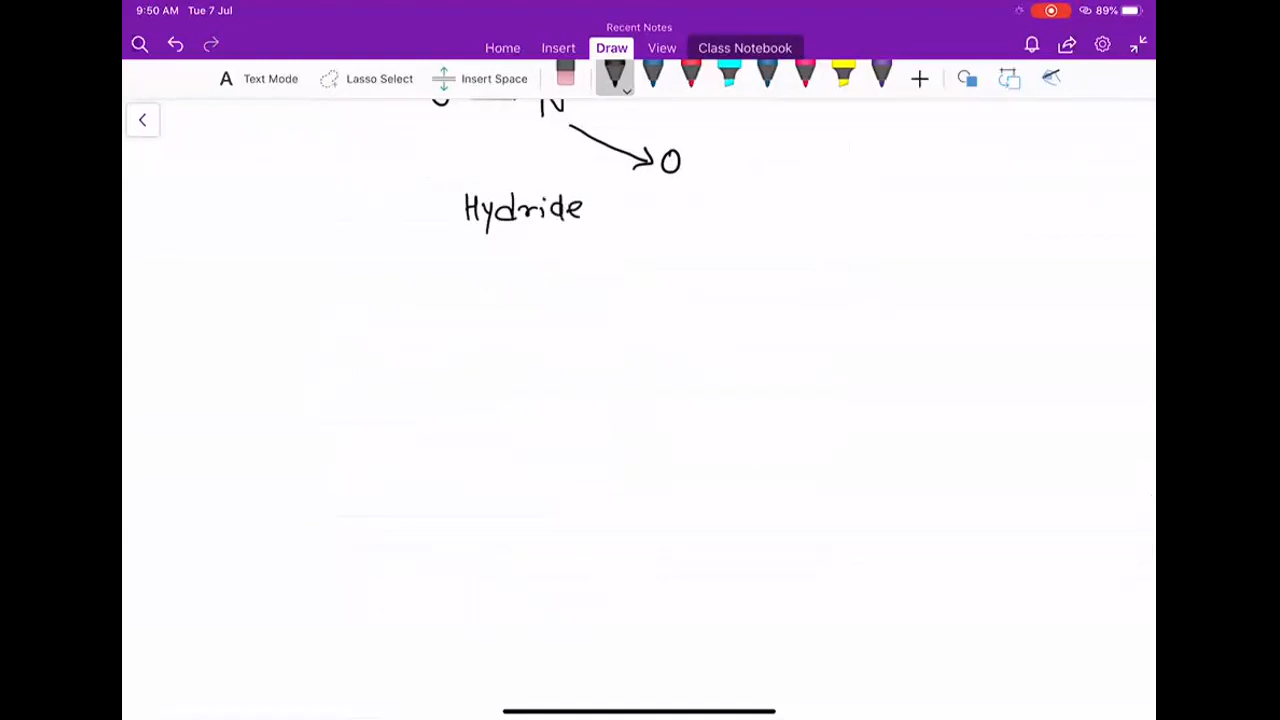 9:50 AM Tue 7 Jul
89%
Recent Notes
Home Insert Draw View Class Notebook
A Text Mode Lasso Select Insert Space
N
O
Hydride